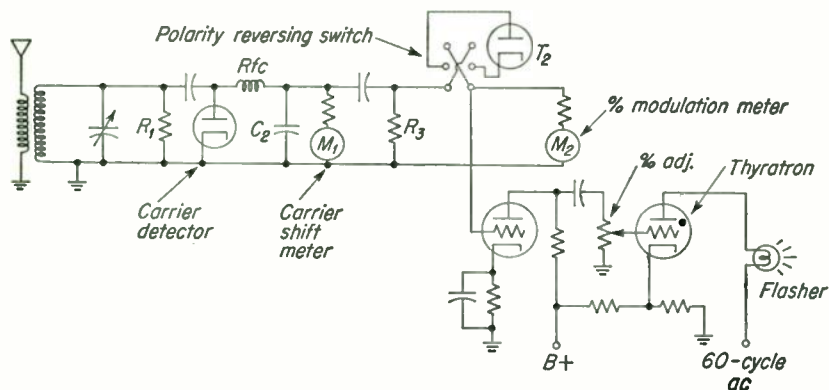 Polarity reversing switch
T2
Rfc
R1
C2
M1
R3
M2
% modulation meter
% adj.
Thyratron
Carrier
detector
Carrier
shift
meter
Flasher
B+
60-cycle
ac